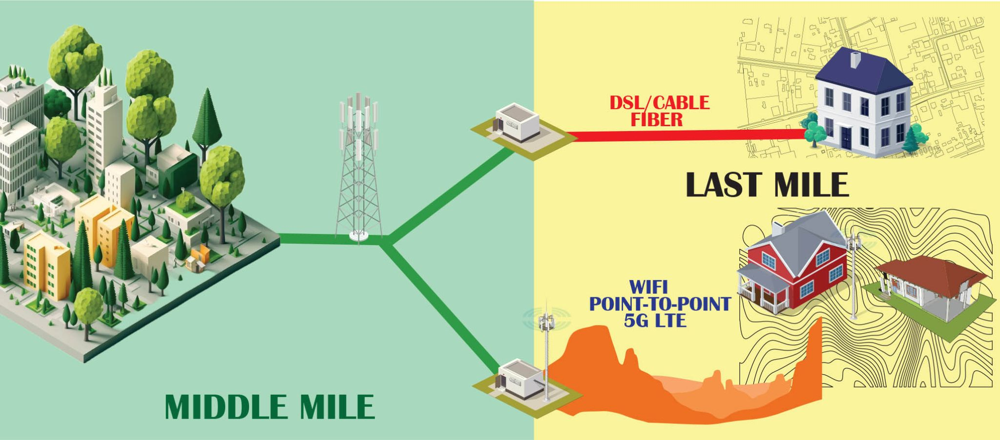 DSL/CABLE
FIBER
LAST MILE
WIFI
POINT-TO-POINT
5G LTE
MIDDLE MILE